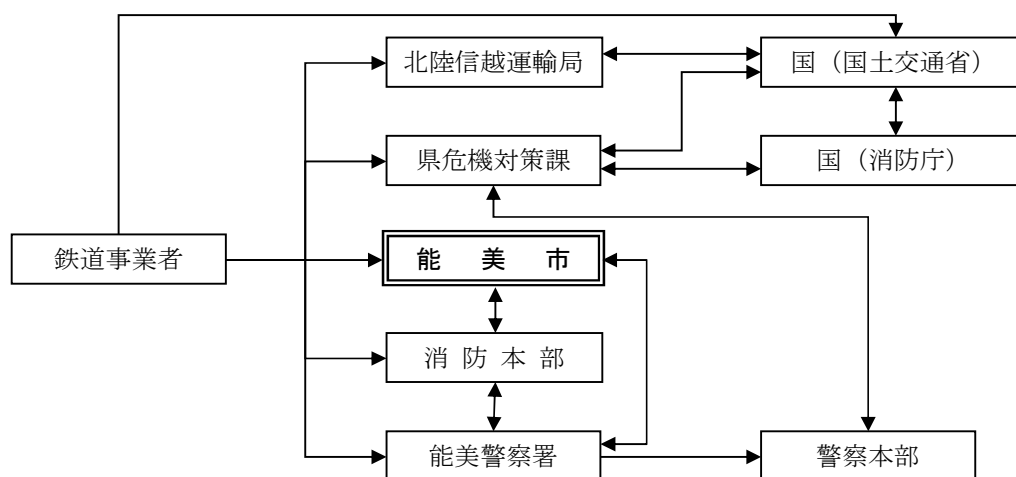 北陸信越運輸局
国（国土交通省）
県危機対策課
国（消防庁）
鉄道事業者
能　美　市
消 防 本 部
能美警察署
警察本部